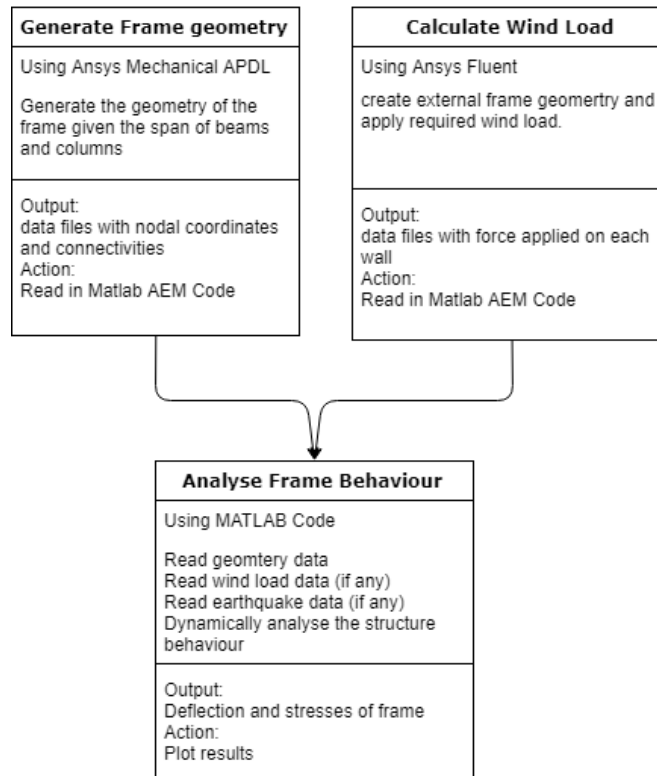 Generate Frame geometry
Using Ansys Mechanical APDL
Generate the geometry of the
frame given the span of beams
and columns
Output:
data files with nodal coordinates
and connectivities
Action:
Read in Matlab AEM Code
Calculate Wind Load
Using Ansys Fluent
create external frame geomertry and
apply required wind load.
Output:
data files with force applied on each
wall
Action:
Read in Matlab AEM Code
Analyse Frame Behaviour
Using MATLAB Code
Read geomtery data
Read wind load data (if any)
Read earthquake data (if any)
Dynamically analyse the structure
behaviour
Output:
Deflection and stresses of frame
Action:
Plot results